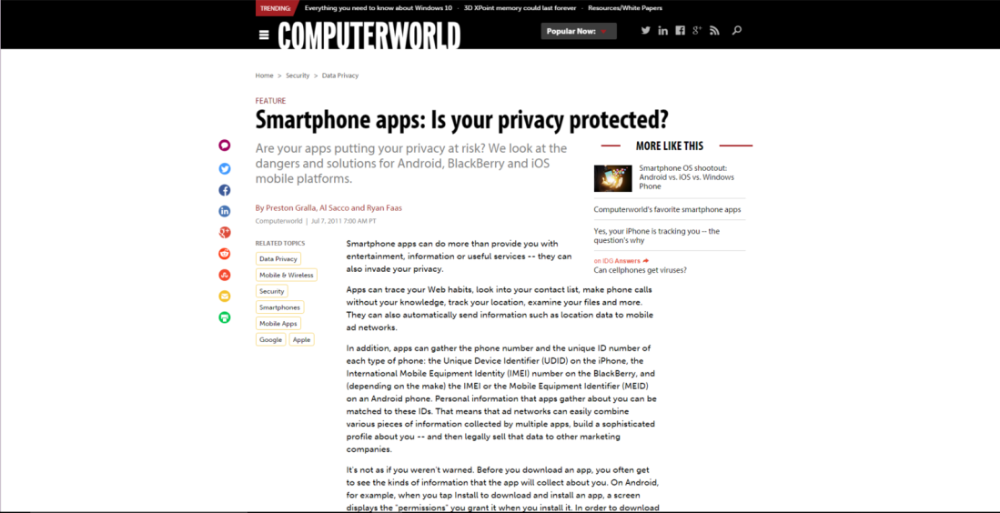 TRENDING: Everything you need to know about Windows 10 · 3D XPoint memory could last forever · Resources/White Papers
COMPUTERWORLD
Popular Now:
Home > Security > Data Privacy
FEATURE
Smartphone apps: Is your privacy protected?
Are your apps putting your privacy at risk? We look at the
dangers and solutions for Android, BlackBerry and iOS
mobile platforms.
By Preston Gralla, Al Sacco and Ryan Faas
Computerworld | Jul 7, 2011 7:00 AM PT
RELATED TOPICS
Data Privacy
Mobile & Wireless
Security
Smartphones
Mobile Apps
Google
Apple
Smartphone apps can do more than provide you with
entertainment, information or useful services -- they can
also invade your privacy.
Apps can trace your Web habits, look into your contact list, make phone calls
without your knowledge, track your location, examine your files and more.
They can also automatically send information such as location data to mobile
ad networks.
In addition, apps can gather the phone number and the unique ID number of
each type of phone: the Unique Device Identifier (UDID) on the iPhone, the
International Mobile Equipment Identity (IMEI) number on the BlackBerry, and
(depending on the make) the IMEI or the Mobile Equipment Identifier (MEID)
on an Android phone. Personal information that apps gather about you can be
matched to these IDs. That means that ad networks can easily combine
various pieces of information collected by multiple apps, build a sophisticated
profile about you -- and then legally sell that data to other marketing
companies.
It's not as if you weren't warned. Before you download an app, you often get
to see the kinds of information that the app will collect about you. On Android,
for example, when you tap Install to download and install an app, a screen
displays the "permissions" you grant it when you install it. In order to download
MORE LIKE THIS
Smartphone OS shootout:
Android vs. iOS vs. Windows
Phone
Computerworld's favorite smartphone apps
Yes, your iPhone is tracking you -- the
question's why
on IDG Answers
Can cellphones get viruses?